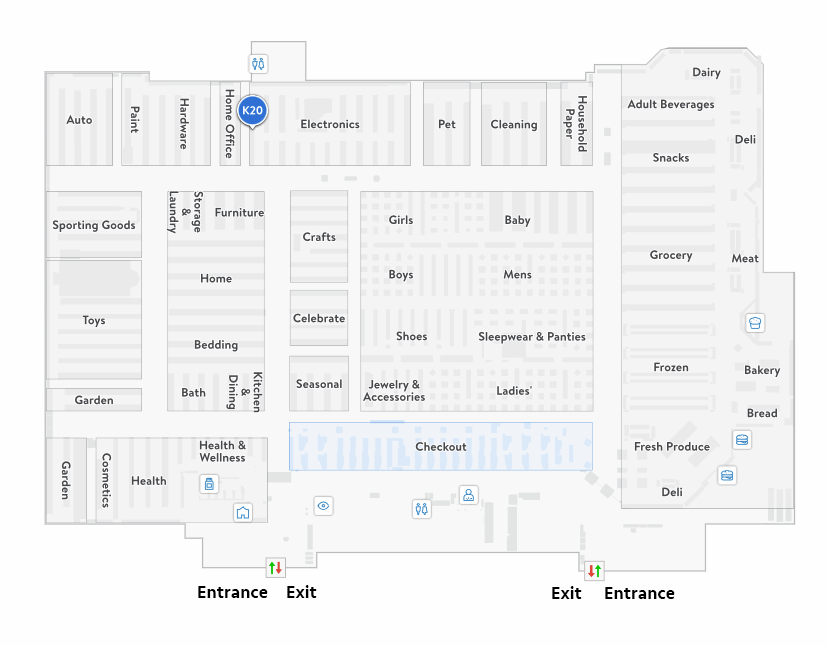 Dairy
K20
Auto
Paint
Hardware
Home Office
Electronics
Pet
Cleaning
Household
Paper
Adult Beverages
Deli
Snacks
Sporting Goods
Storage
&
Laundry
Furniture
Crafts
Girls
Baby
Grocery
Meat
Home
Boys
Mens
Toys
Celebrate
Bedding
Shoes
Sleepwear & Panties
Frozen
Bakery
Bath
Kitchen
&
Dining
Seasonal
Jewelry &
Accessories
Ladies'
Garden
Bread
Health &
Wellness
Checkout
Fresh Produce
Garden
Cosmetics
Health
Deli
Entrance
Exit
Exit
Entrance